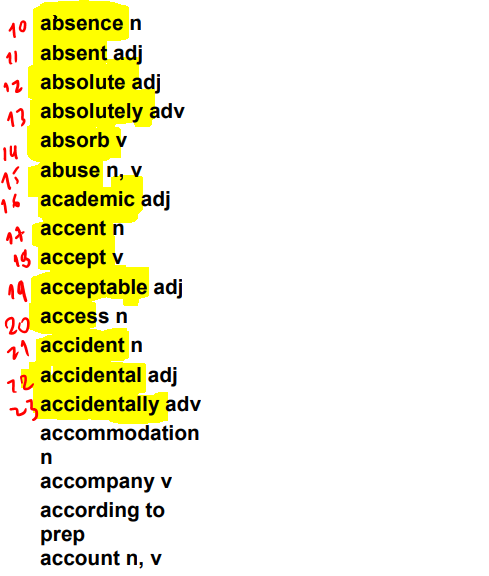 10 absence n
11 absent adj
12 absolute adj
13 absolutely adv
14 absorb v
15 abuse n, v
16 academic adj
17 accent n
18 accept v
19 acceptable adj
20 access n
21 accident n
22 accidental adj
23 accidentally adv
accommodation
n
accompany v
according to
prep
account n, v